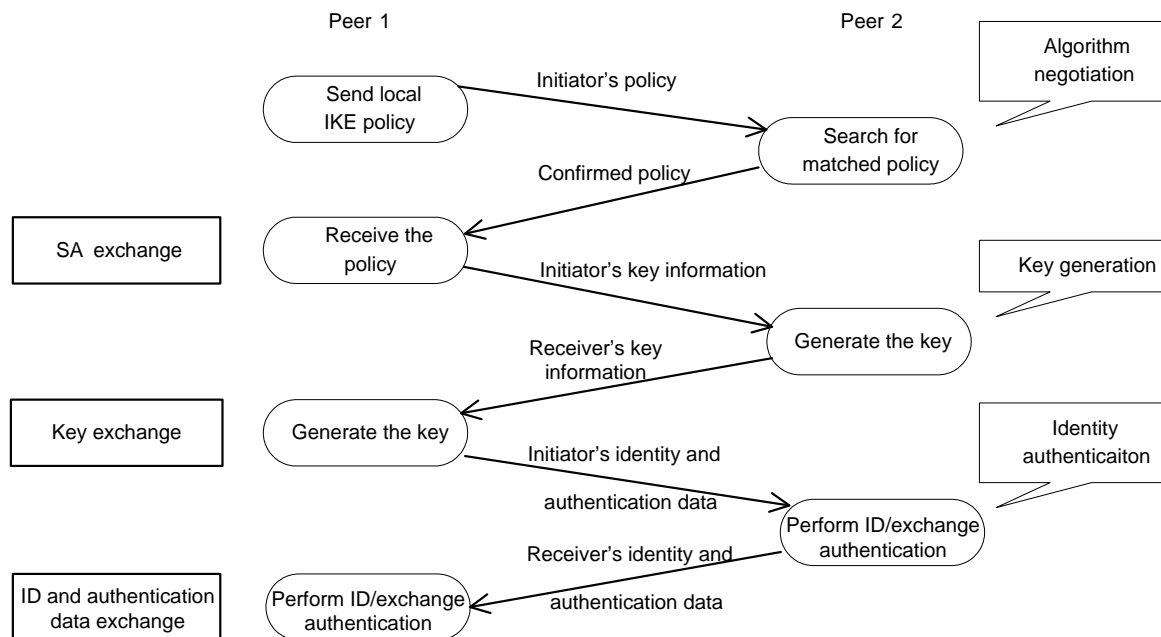 Peer 1
Peer 2
Algorithm
negotiation
Send local
IKE policy
Initiator’s policy
Search for
matched policy
Confirmed policy
SA exchange
Receive the
policy
Initiator’s key information
Key generation
Generate the key
Receiver’s key
information
Key exchange
Generate the key
Initiator’s identity and
authentication data
Identity
authenticaiton
Perform ID/exchange
authentication
Receiver’s identity and
authentication data
ID and authentication
data exchange
Perform ID/exchange
authentication